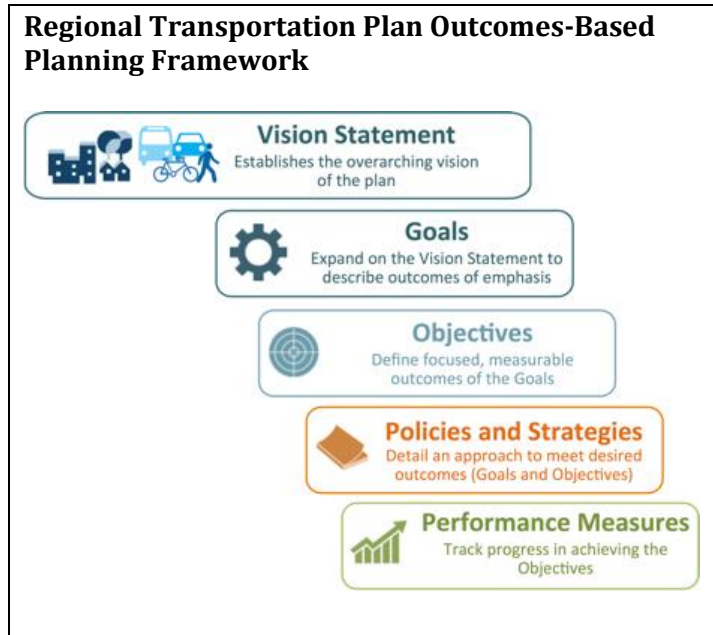 Regional Transportation Plan Outcomes-Based
Planning Framework
Vision Statement
Establishes the overarching vision
of the plan
Goals
Expand on the Vision Statement to
describe outcomes of emphasis
Objectives
Define focused, measurable
outcomes of the Goals
Policies and Strategies
Detail an approach to meet desired
outcomes (Goals and Objectives)
Performance Measures
Track progress in achieving the
Objectives